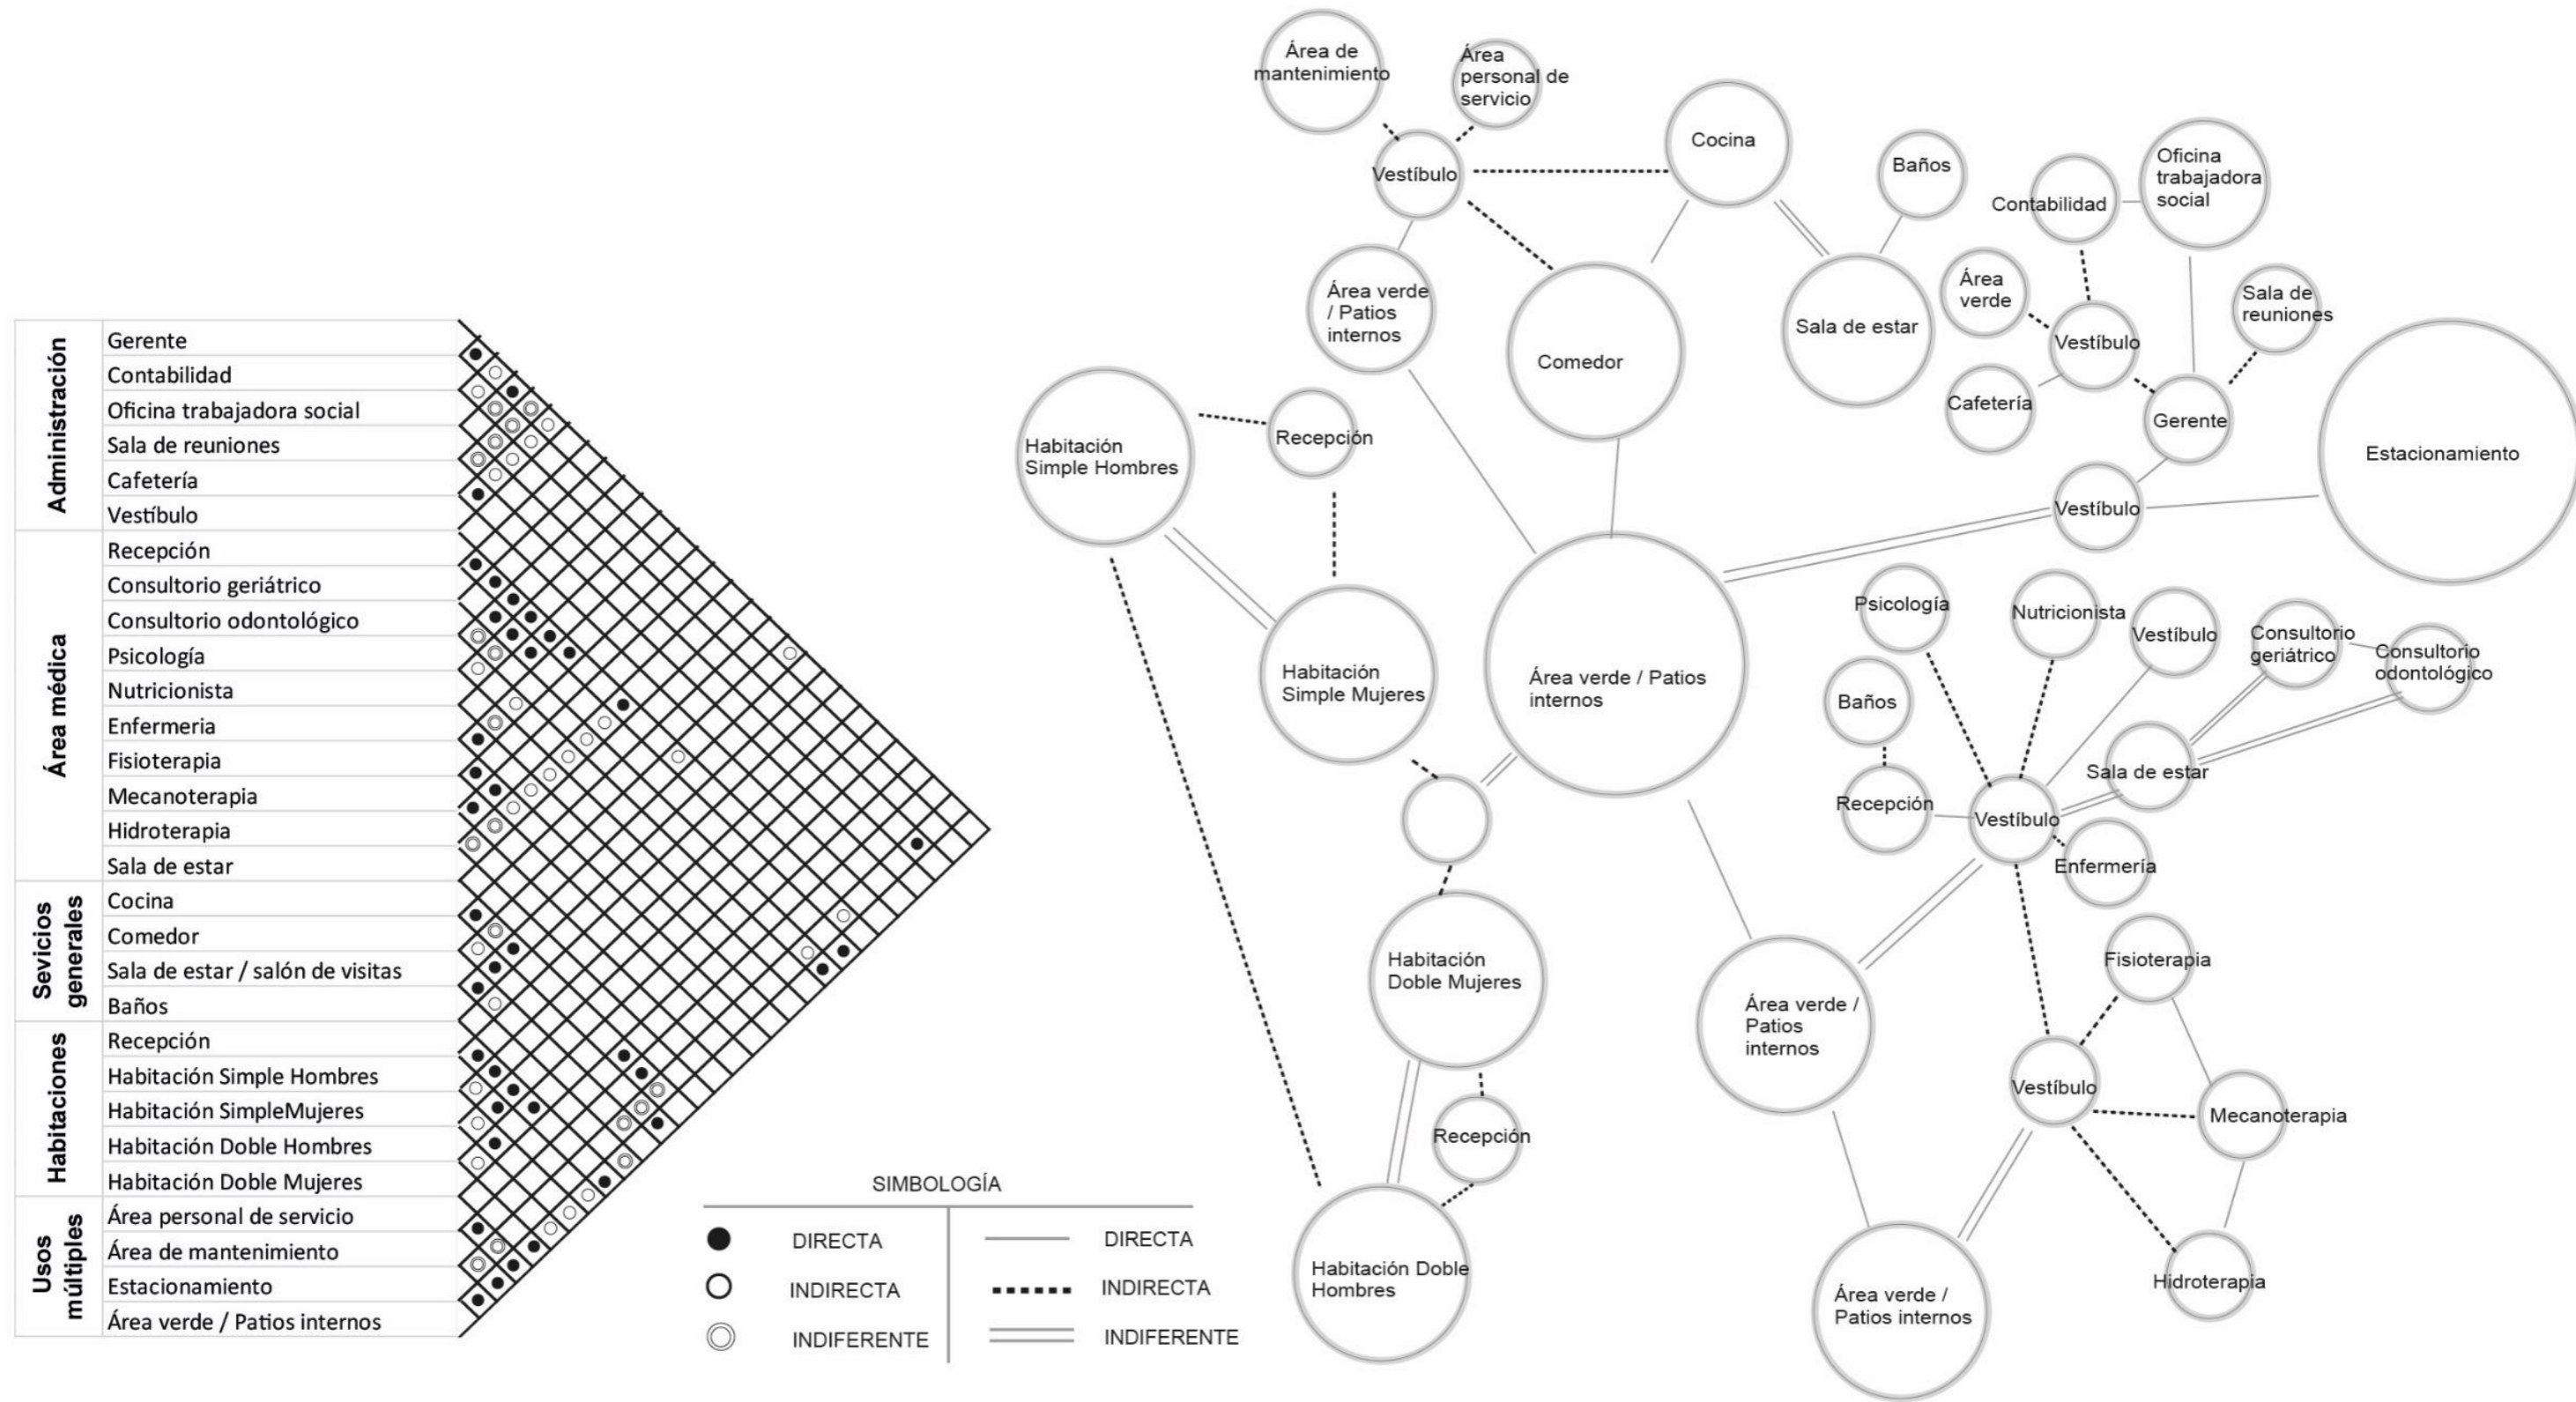 Administración
Gerente
Contabilidad
Oficina trabajadora social
Sala de reuniones
Cafetería
Vestíbulo
Área médica
Recepción
Consultorio geriátrico
Consultorio odontológico
Psicología
Nutricionista
Enfermeria
Fisioterapia
Mecanoterapia
Hidroterapia
Sala de estar
Sevicios
generales
Cocina
Comedor
Sala de estar / salón de visitas
Baños
Habitaciones
Recepción
Habitación Simple Hombres
Habitación SimpleMujeres
Habitación Doble Hombres
Habitación Doble Mujeres
Usos
múltiples
Área personal de servicio
Área de mantenimiento
Estacionamiento
Área verde / Patios internos
SIMBOLOGÍA
DIRECTA
INDIRECTA
INDIFERENTE
DIRECTA
INDIRECTA
INDIFERENTE
Área de
mantenimiento
Área
personal de
servicio
Vestíbulo
Cocina
Baños
Área verde
/ Patios
internos
Comedor
Sala de estar
Contabilidad
Oficina
trabajadora
social
Área
verde
Vestíbulo
Sala de
reuniones
Cafetería
Gerente
Vestíbulo
Estacionamiento
Habitación
Simple Hombres
Recepción
Habitación
Simple Mujeres
Área verde / Patios
internos
Psicología
Nutricionista
Vestíbulo
Consultorio
geriátrico
Consultorio
odontológico
Baños
Recepción
Vestíbulo
Sala de estar
Enfermería
Habitación
Doble Mujeres
Recepción
Habitación Doble
Hombres
Área verde /
Patios
internos
Fisioterapia
Vestíbulo
Mecanoterapia
Hidroterapia
Área verde /
Patios internos